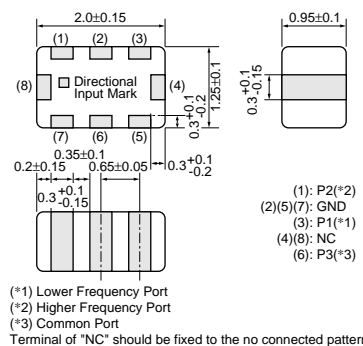 2.0±0.15
0.95±0.1
(1) (2) (3)
(8) Directional (4)
Input Mark
(7) (6) (5)
0.3+0.1-0.2
1.25±0.1
0.3+0.1-0.15
0.35±0.1
0.2±0.15 0.65±0.05 0.3+0.1-0.2
0.3+0.1-0.15
(1): P2(*2)
(2)(5)(7): GND
(3): P1(*1)
(4)(8): NC
(6): P3(*3)
(*1) Lower Frequency Port
(*2) Higher Frequency Port
(*3) Common Port
Terminal of "NC" should be fixed to the no connected pattern